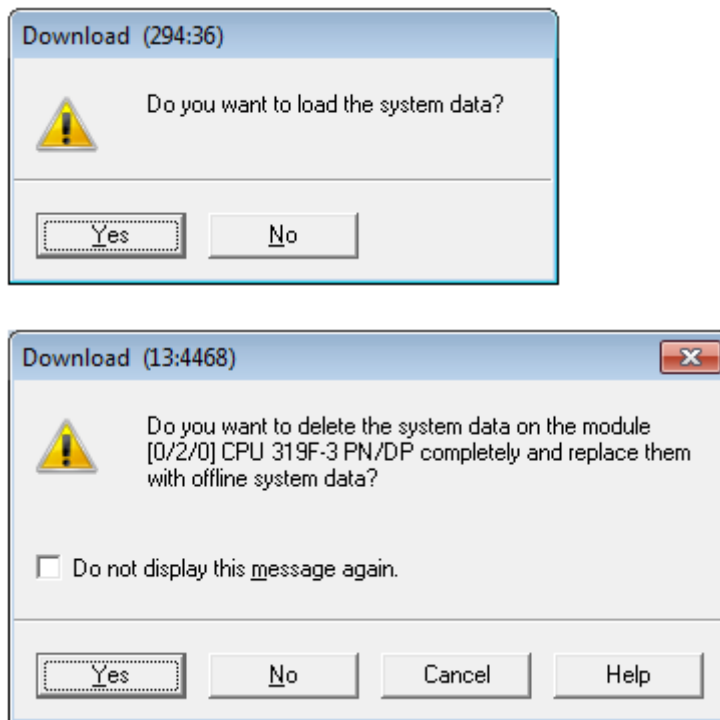 Download (294:36)
Do you want to load the system data?
Yes
No
Download (13:4468)
Do you want to delete the system data on the module
[0/2/0] CPU 319F-3 PN/DP completely and replace them
with offline system data?
Do not display this message again.
Yes
No
Cancel
Help